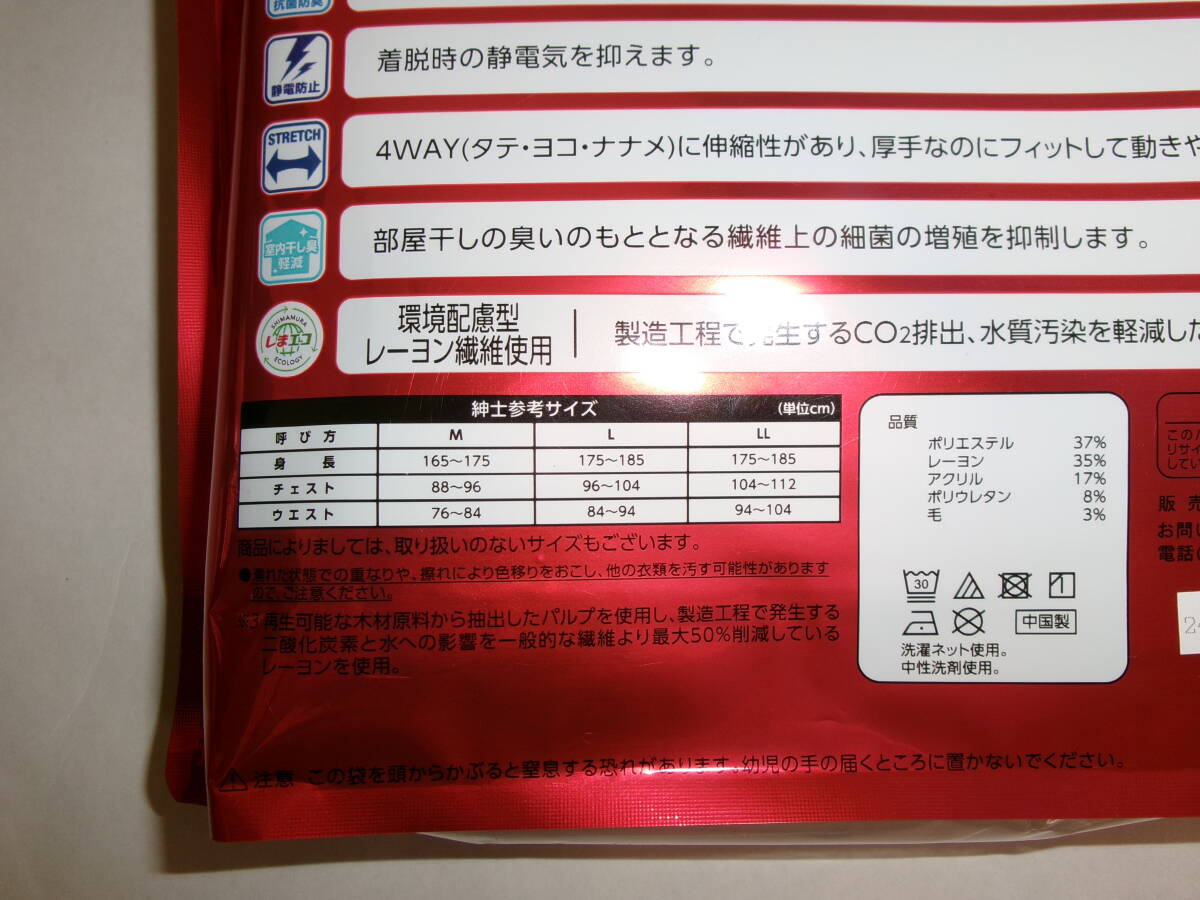 抗菌防臭
静電防止
着脱時の静電気を抑えます。
STRETCH
4WAY(タテ・ヨコ・ナナメ)に伸縮性があり、厚手なのにフィットして動きや
室内干し臭
軽減
部屋干しの臭いのもととなる繊維上の細菌の増殖を抑制します。
SHIMAMURA
しまエコ
ECOLOGY
環境配慮型
レーヨン繊維使用
製造工程で発生するCO2排出、水質汚染を軽減した
紳士参考サイズ (単位cm)
呼び方 M L LL
身長 165〜175 175〜185 175〜185
チェスト 88〜96 96〜104 104〜112
ウエスト 76〜84 84〜94 94〜104
商品によりましては、取り扱いのないサイズもございます。
●濡れた状態での重なりや、擦れにより色移りをおこし、他の衣類を汚す可能性があります
ので、ご注意ください。
※3 再生可能な木材原料から抽出したパルプを使用し、製造工程で発生する
二酸化炭素と水への影響を一般的な繊維より最大50%削減している
レーヨンを使用。
品質
ポリエステル 37%
レーヨン 35%
アクリル 17%
ポリウレタン 8%
毛 3%
30
中国製
洗濯ネット使用。
中性洗剤使用。
この
リサイ
してい
販売
お問い
電話
24
注意 この袋を頭からかぶると窒息する恐れがあります。幼児の手の届くところに置かないでください。